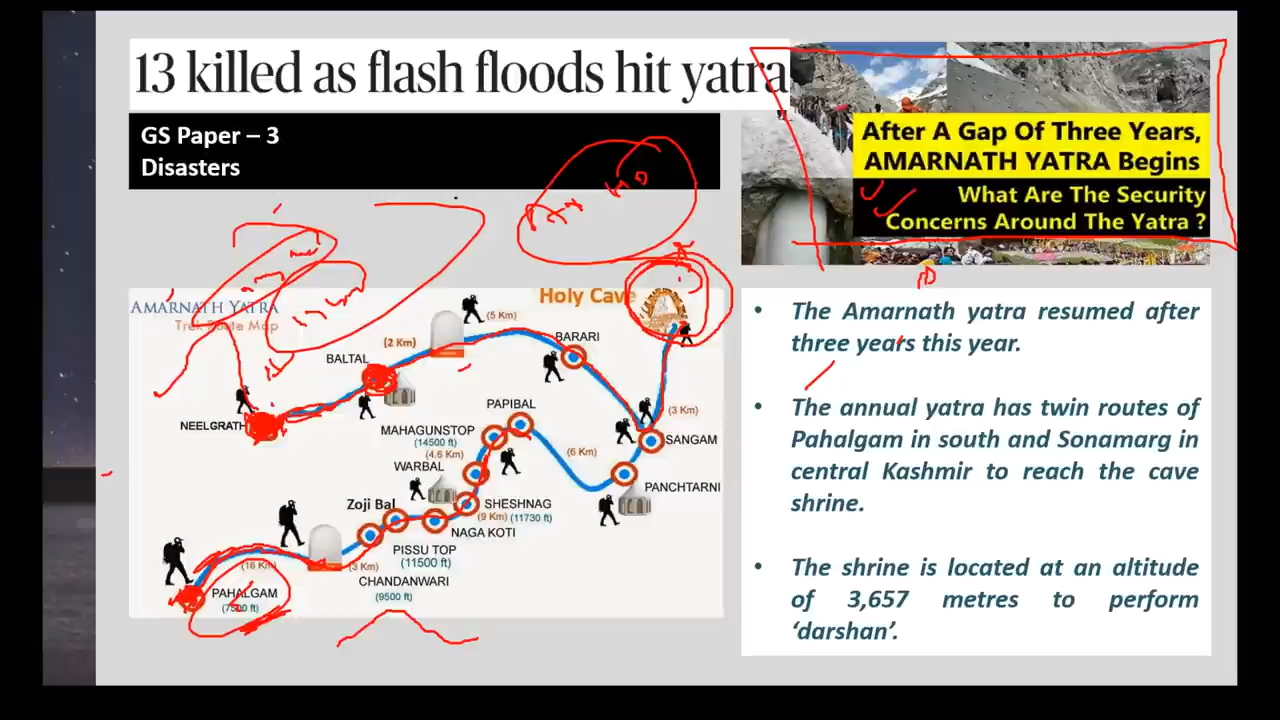 13 killed as flash floods hit yatra
GS Paper – 3
Disasters
After A Gap Of Three Years,
AMARNATH YATRA Begins
What Are The Security
Concerns Around The Yatra ?
AMARNATH YATRA
Trek Route Map
Holy Cave
(5 Km)
(2 Km)
BARARI
BALTAL
NEELGRATH
PAPIBAL
(3 Km)
MAHAGUNSTOP
(14500 ft)
(4.6 Km)
SANGAM
(6 Km)
WARBAL
PANCHTARNI
Zoji Bal
SHESHNAG
(9 Km) (11730 ft)
NAGA KOTI
PISSU TOP
(11500 ft)
(16 Km)
(3 Km)
CHANDANWARI
(9500 ft)
PAHALGAM
• The Amarnath yatra resumed after
three years this year.
• The annual yatra has twin routes of
Pahalgam in south and Sonamarg in
central Kashmir to reach the cave
shrine.
• The shrine is located at an altitude
of 3,657 metres to perform
‘darshan’.